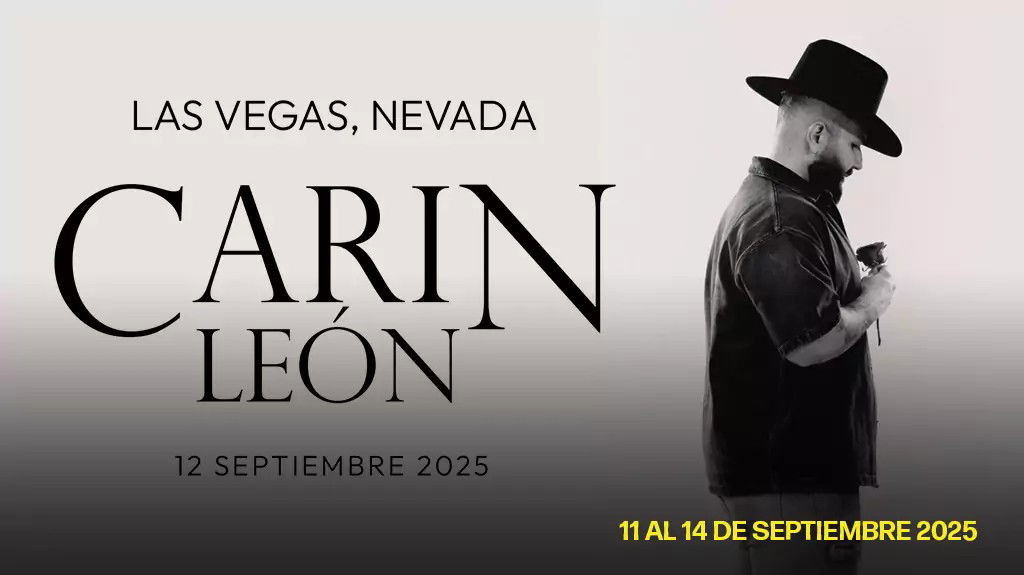 LAS VEGAS, NEVADA
CARIN
LEÓN
12 SEPTIEMBRE 2025
11 AL 14 DE SEPTIEMBRE 2025